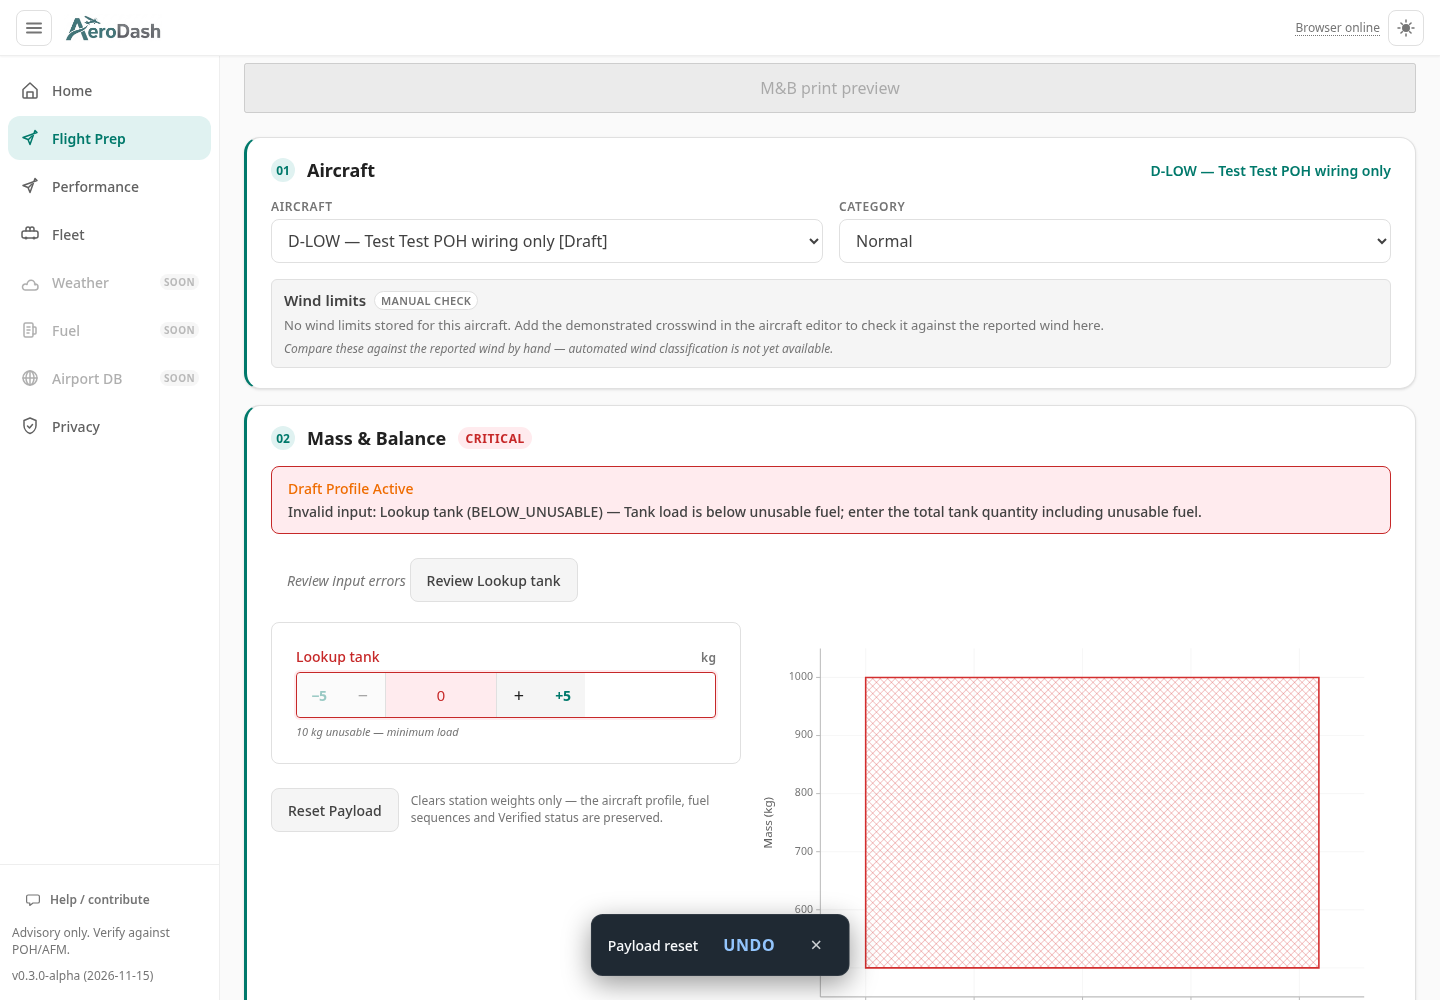 AeroDash
Browser online
Home
Flight Prep
Performance
Fleet
Weather SOON
Fuel SOON
Airport DB SOON
Privacy
Help / contribute
Advisory only. Verify against
POH/AFM.
v0.3.0-alpha (2026-11-15)
M&B print preview
01 Aircraft
D-LOW — Test Test POH wiring only
AIRCRAFT
D-LOW — Test Test POH wiring only [Draft]
CATEGORY
Normal
Wind limits MANUAL CHECK
No wind limits stored for this aircraft. Add the demonstrated crosswind in the aircraft editor to check it against the reported wind here.
Compare these against the reported wind by hand — automated wind classification is not yet available.
02 Mass & Balance CRITICAL
Draft Profile Active
Invalid input: Lookup tank (BELOW_UNUSABLE) — Tank load is below unusable fuel; enter the total tank quantity including unusable fuel.
Review input errors Review Lookup tank
Lookup tank kg
−5 − 0 + +5
10 kg unusable — minimum load
Reset Payload
Clears station weights only — the aircraft profile, fuel
sequences and Verified status are preserved.
Mass (kg)
1000
900
800
700
600
Payload reset UNDO ×